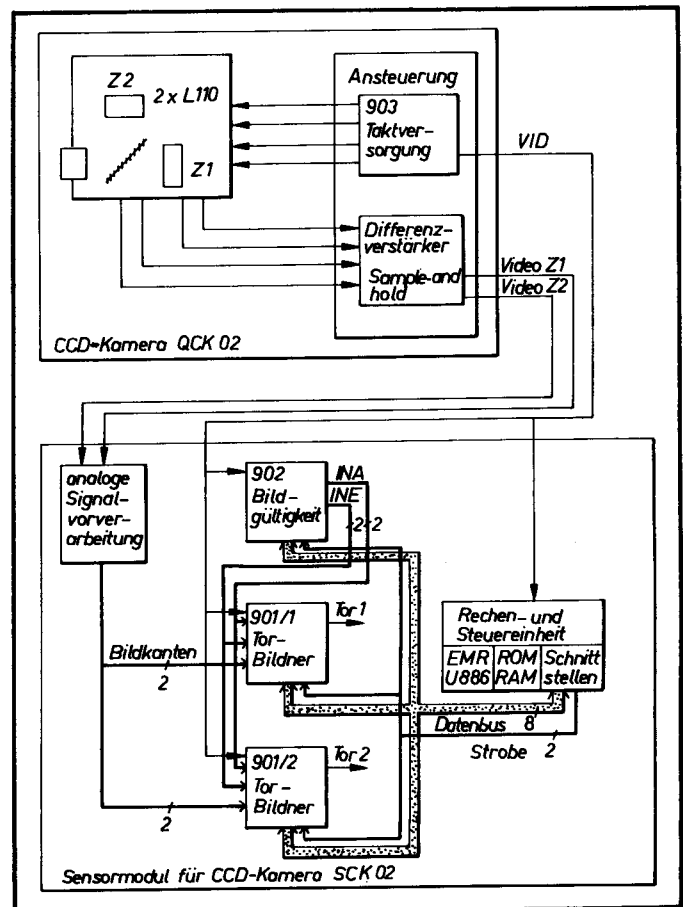 Z2
2 x L110
Z1
Ansteuerung
903
Taktver-
sorgung
VID
Differenz-
verstärker
Sample-and
hold
Video Z1
Video Z2
CCD-Kamera QCK 02
analoge
Signal-
vorver-
arbeitung
902
Bild-
gültigkeit
INA
INE
2
2
Bildkanten
2
901/1
Tor-
Bildner
Tor 1
Rechen- und
Steuereinheit
EMR
U886
ROM
RAM
Schnitt
stellen
Datenbus 8
Strobe 2
901/2
Tor-
Bildner
Tor 2
2
Sensormodul für CCD-Kamera SCK 02